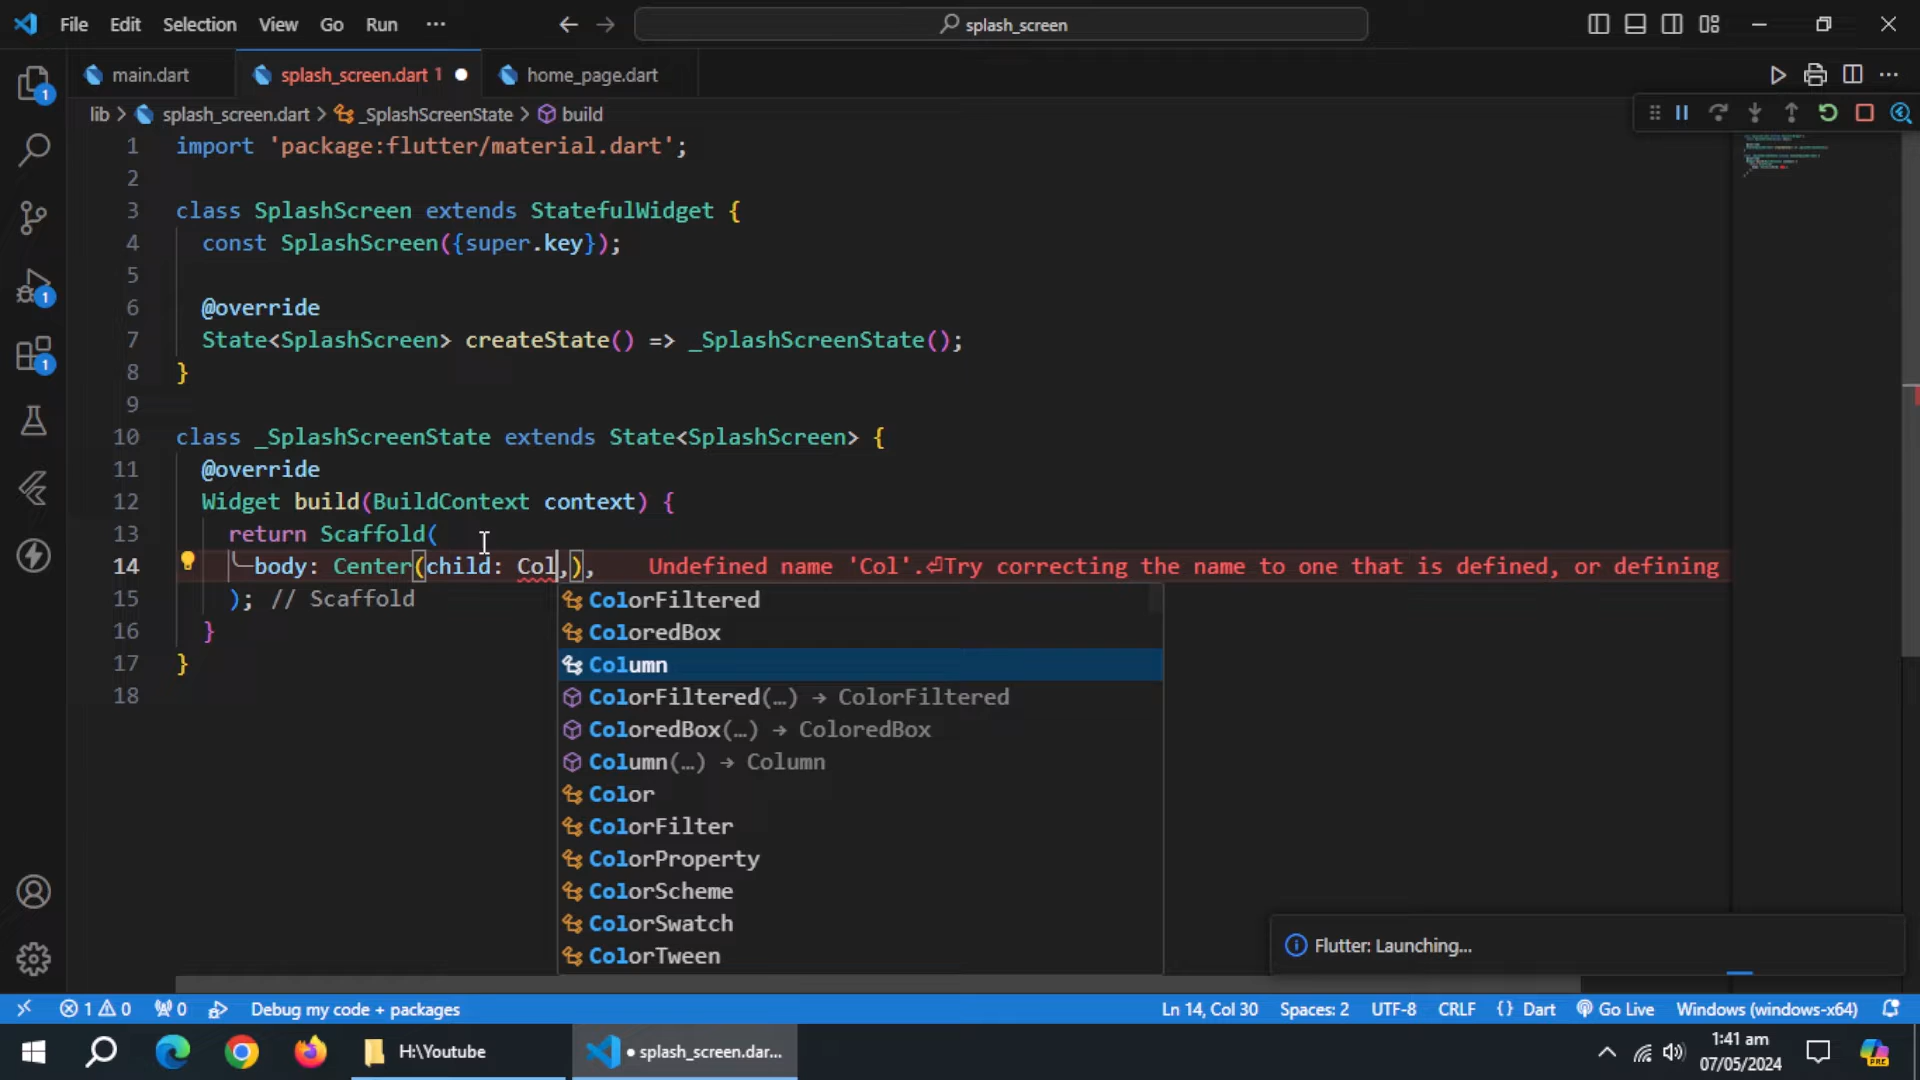 File Edit Selection View Go Run ··· splash_screen
main.dart splash_screen.dart 1 home_page.dart
lib > splash_screen.dart > _SplashScreenState > build
1 import 'package:flutter/material.dart';
2
3 class SplashScreen extends StatefulWidget {
4 const SplashScreen({super.key});
5
6 @override
7 State<SplashScreen> createState() => _SplashScreenState();
8 }
9
10 class _SplashScreenState extends State<SplashScreen> {
11 @override
12 Widget build(BuildContext context) {
13 return Scaffold(
14 body: Center(child: Col,), Undefined name 'Col'.⏎Try correcting the name to one that is defined, or defining
15 ); // Scaffold
16 }
17 }
18
ColorFiltered
ColoredBox
Column
ColorFiltered(…) → ColorFiltered
ColoredBox(…) → ColoredBox
Column(…) → Column
Color
ColorFilter
ColorProperty
ColorScheme
ColorSwatch
ColorTween
1
1
1
Flutter: Launching...
1 0 0 Debug my code + packages Ln 14, Col 30 Spaces: 2 UTF-8 CRLF {} Dart Go Live Windows (windows-x64)
H:\Youtube ● splash_screen.dar... 1:41 am
07/05/2024
PRE